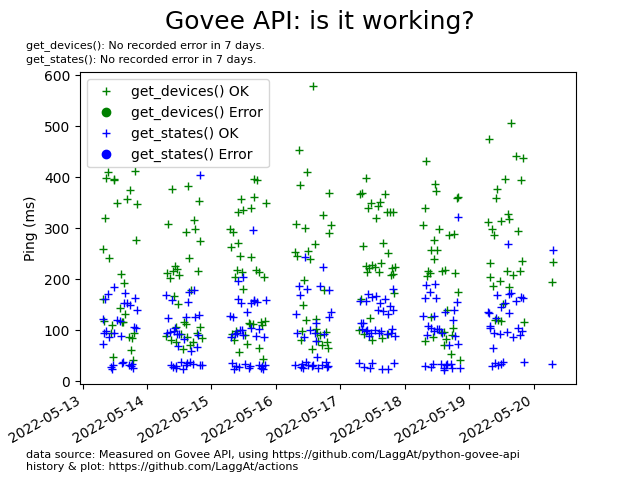 Govee API: is it working?
get_devices(): No recorded error in 7 days.
get_states(): No recorded error in 7 days.
600
500
400
300
200
100
0
Ping (ms)
get_devices() OK
get_devices() Error
get_states() OK
get_states() Error
2022-05-13
2022-05-14
2022-05-15
2022-05-16
2022-05-17
2022-05-18
2022-05-19
2022-05-20
data source: Measured on Govee API, using https://github.com/LaggAt/python-govee-api
history & plot: https://github.com/LaggAt/actions